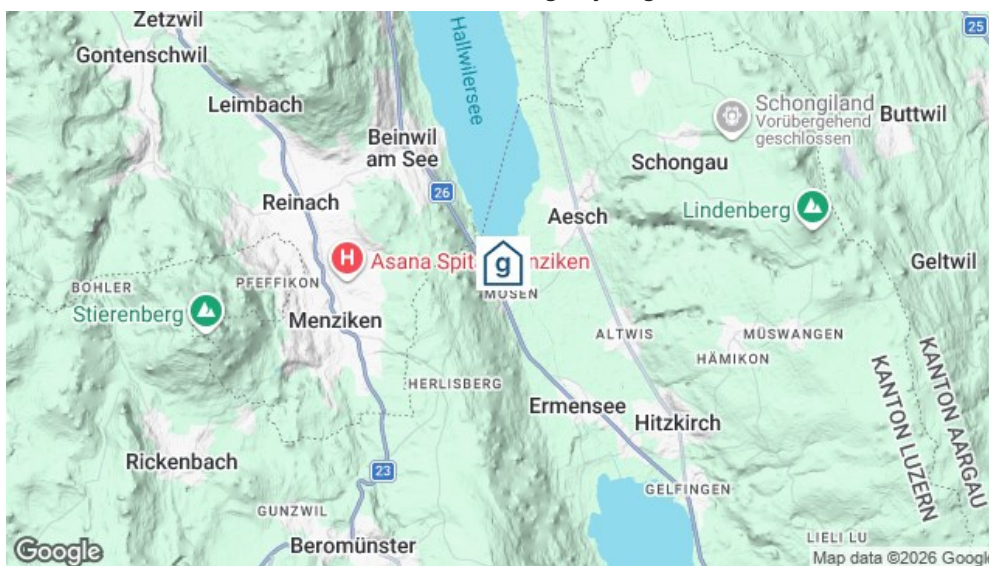 Zetzwil
25
Gontenschwil
Hallwilersee
Leimbach
Schongiland
Vorübergehend
geschlossen
Buttwil
Beinwil
am See
Schongau
26
Reinach
Aesch
Lindenberg
H
Asana Spit
nziken
g
Geltwil
BOHLER
PFEFFIKON
MOSEN
Stierenberg
Menziken
ALTWIS
MÜSWANGEN
HÄMIKON
HERLISBERG
KANTON AARGAU
KANTON LUZERN
Ermensee
Hitzkirch
Rickenbach
23
GELFINGEN
GUNZWIL
LIELI LU
Beromünster
Google
Map data ©2026 Google